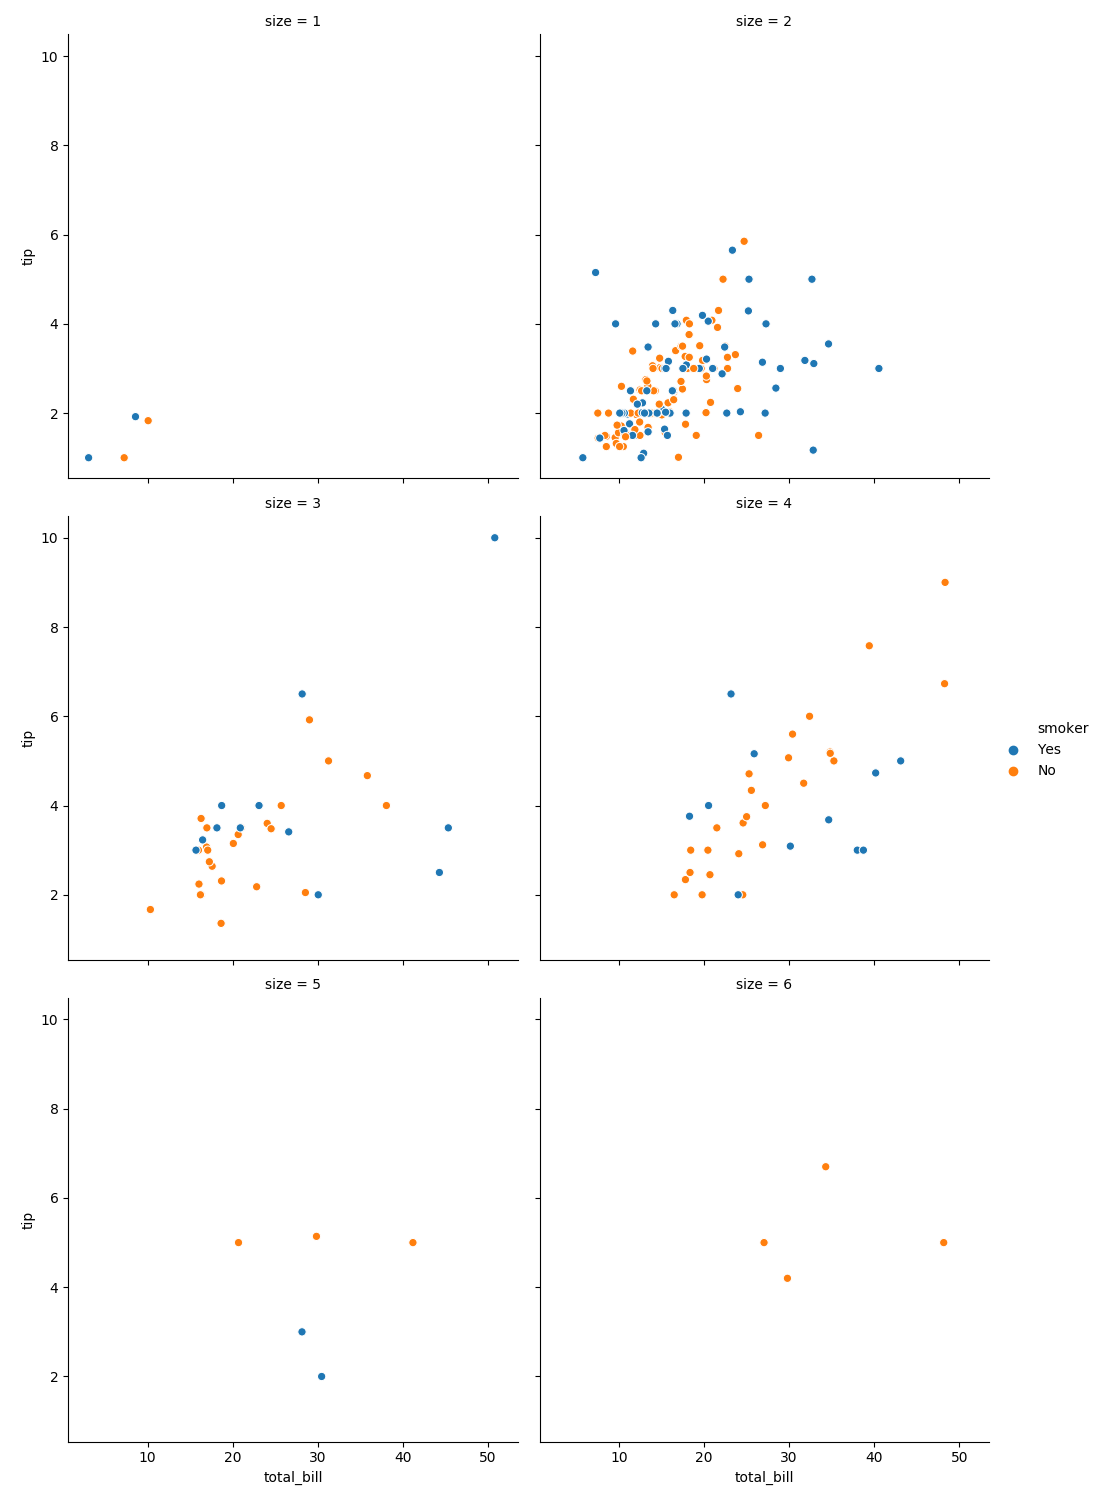 size = 1
size = 2
10
8
6
4
2
tip
size = 3
size = 4
10
8
6
4
2
tip
smoker
Yes
No
size = 5
size = 6
10
8
6
4
2
tip
10 20 30 40 50
total_bill
10 20 30 40 50
total_bill